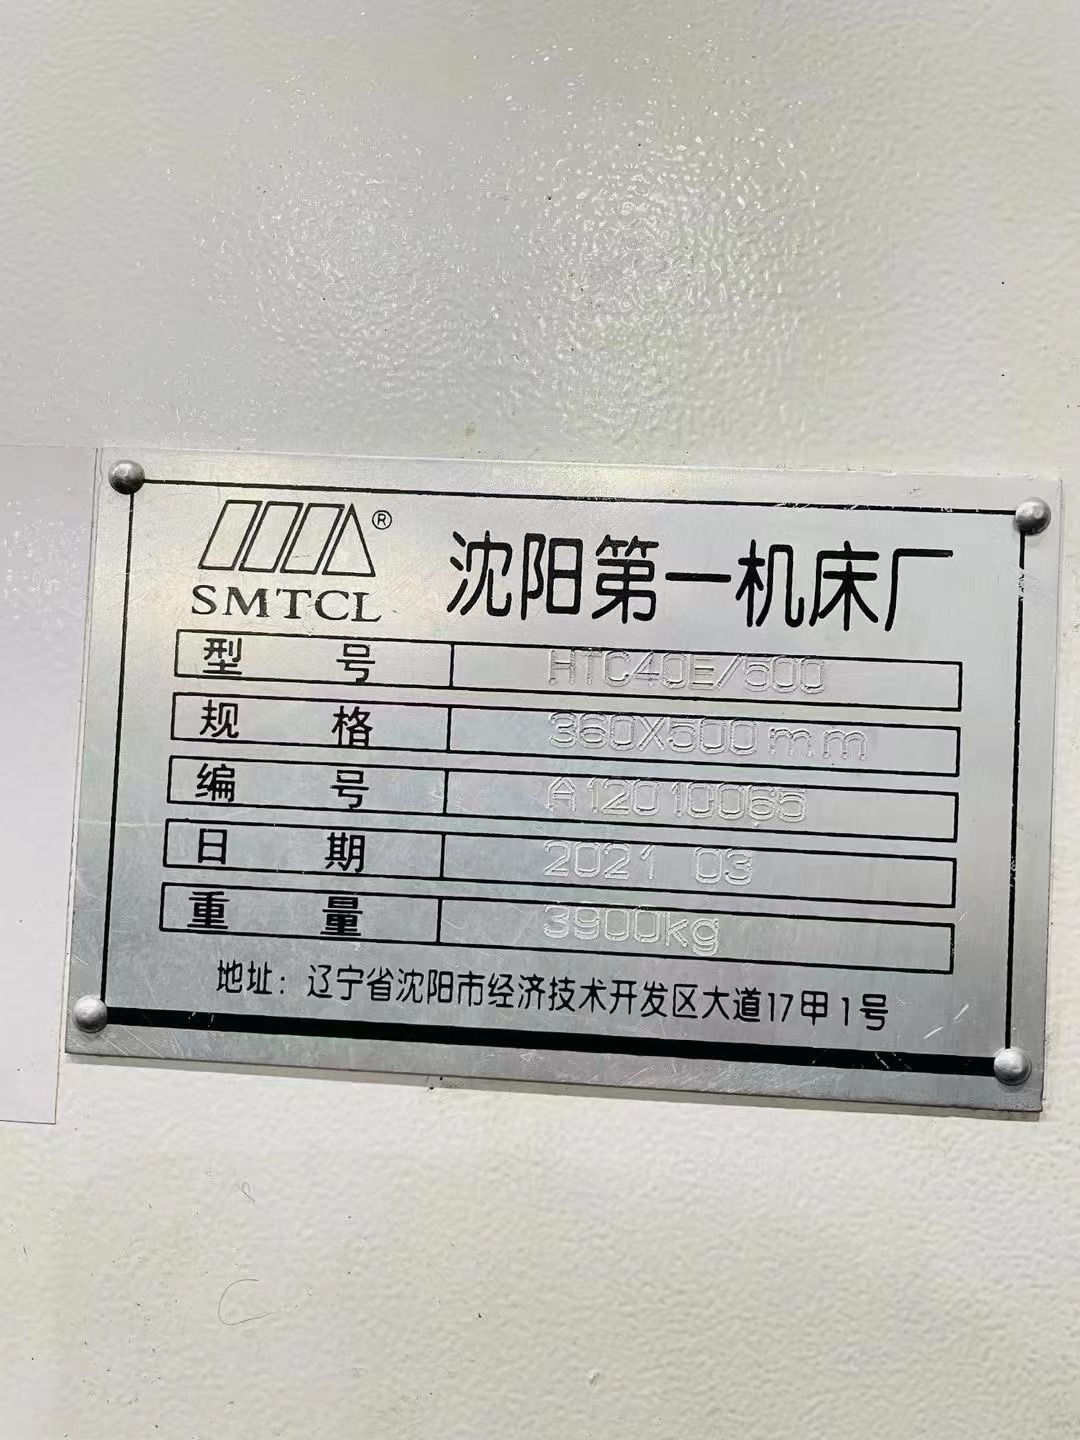 ® SMTCL 沈阳第一机床厂
型号 HTC40E/500
规格 360X500mm
编号 A12010065
日期 2021 03
重量 3900kg
地址：辽宁省沈阳市经济技术开发区大道17甲1号